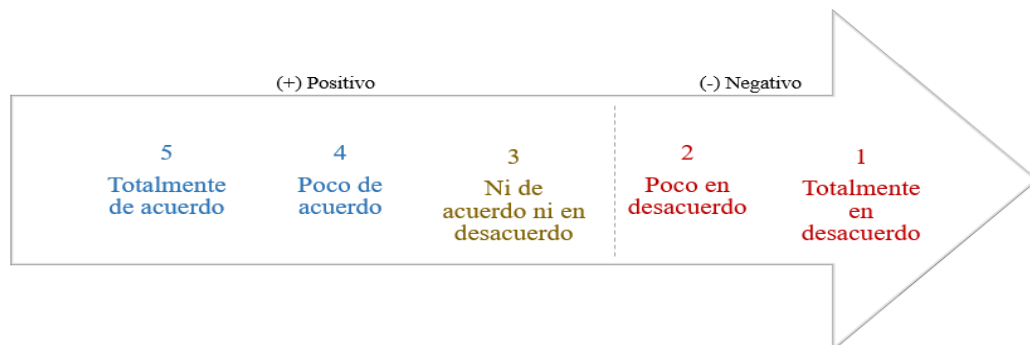 (+) Positivo
(-) Negativo
5
Totalmente
de acuerdo
4
Poco de
acuerdo
3
Ni de
acuerdo ni en
desacuerdo
2
Poco en
desacuerdo
1
Totalmente
en
desacuerdo